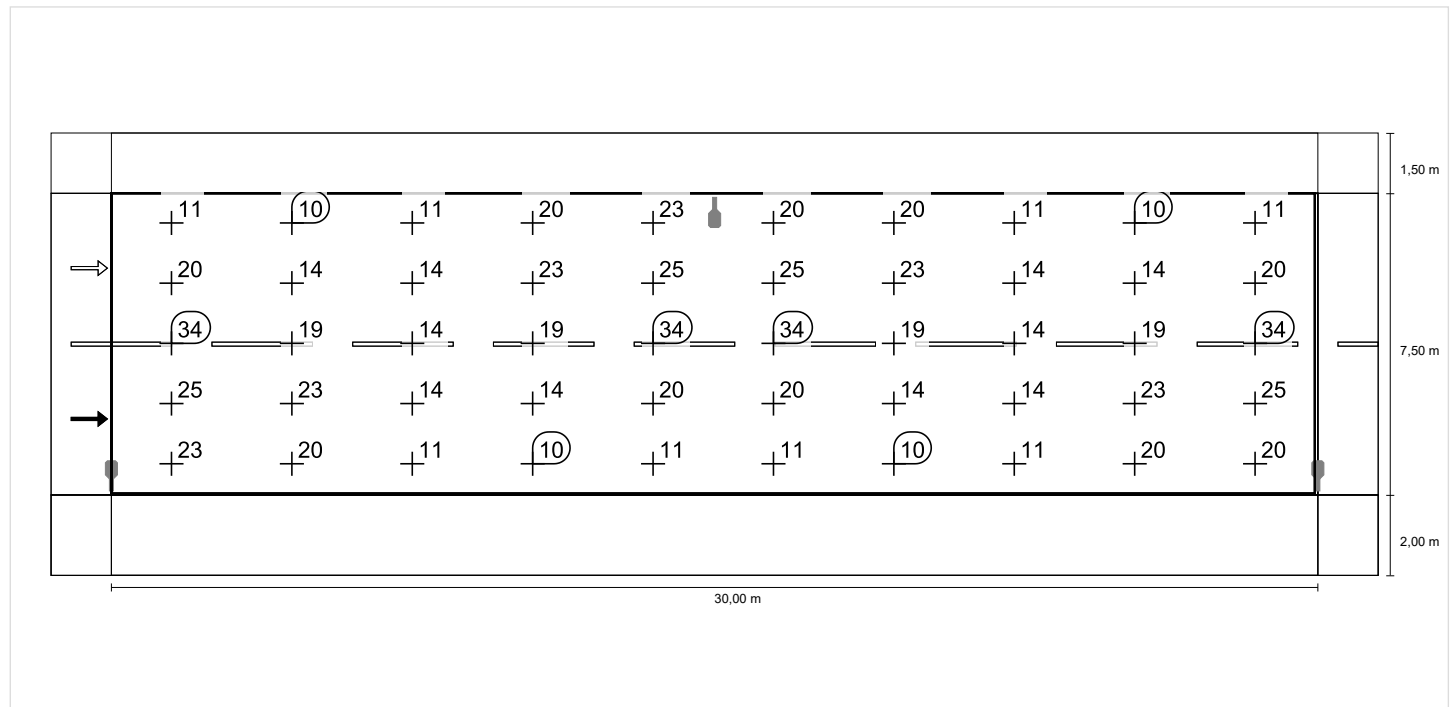 1,50 m
11 10 11 20 23 20 20 11 10 11
20 14 14 23 25 25 23 14 14 20
34 19 14 19 34 34 19 14 19 34
7,50 m
25 23 14 14 20 20 14 14 23 25
23 20 11 10 11 11 10 11 20 20
2,00 m
30,00 m